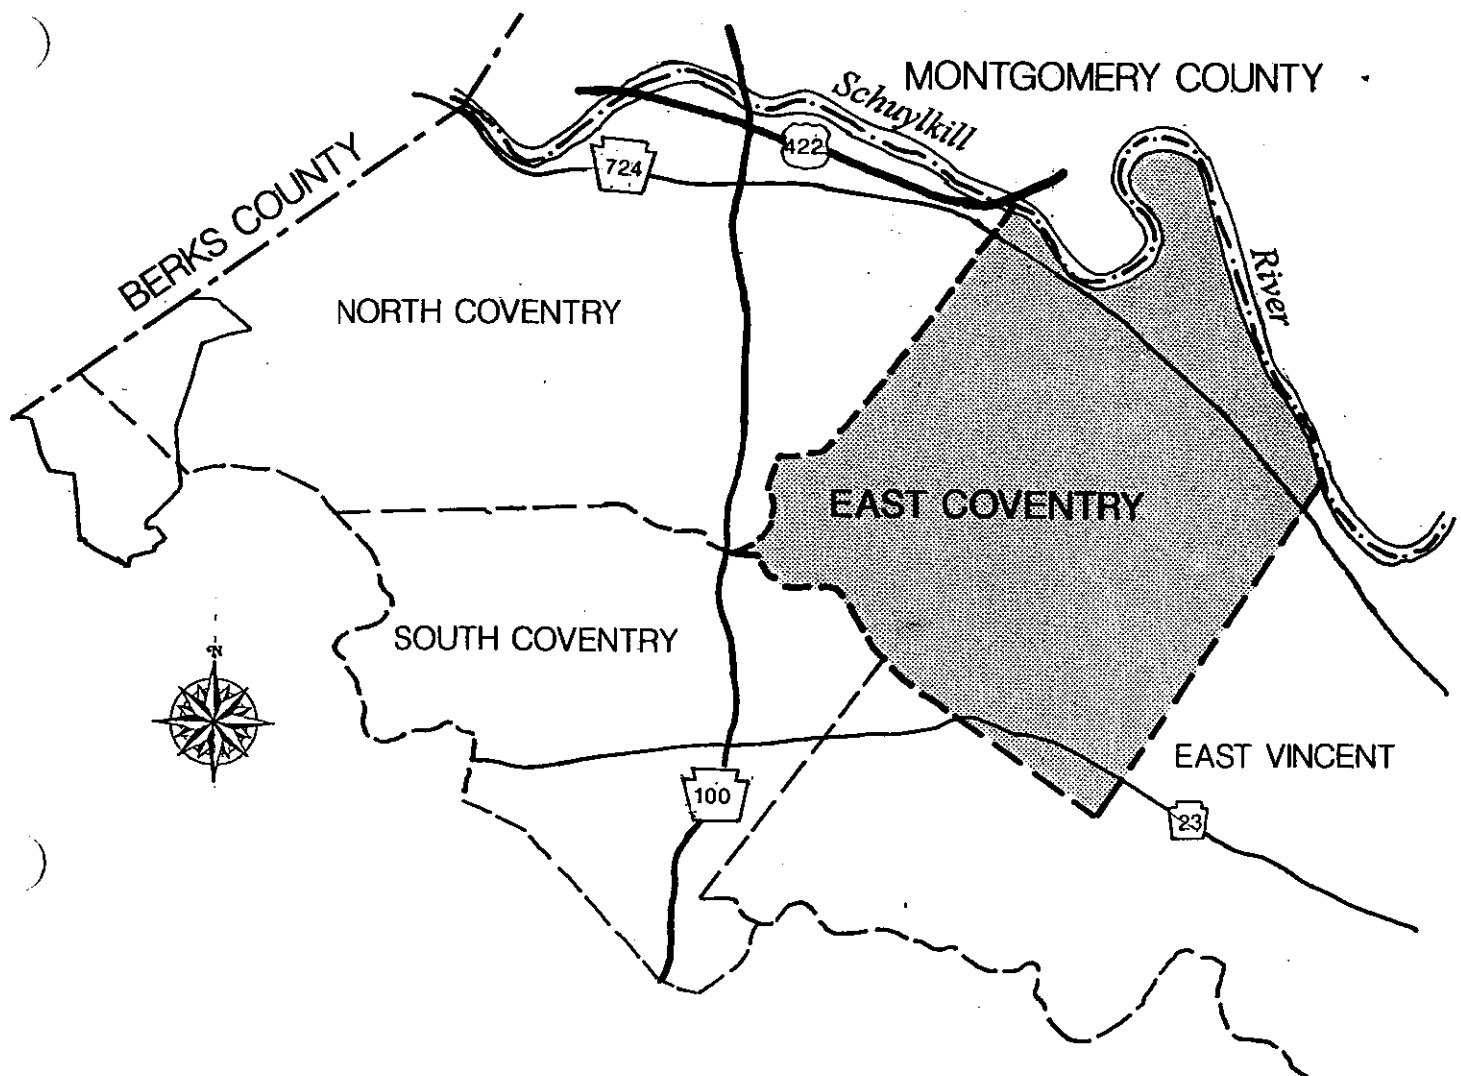 MONTGOMERY COUNTY
Schuylkill
422
724
BERKS COUNTY
River
NORTH COVENTRY
EAST COVENTRY
SOUTH COVENTRY
N
EAST VINCENT
100
23